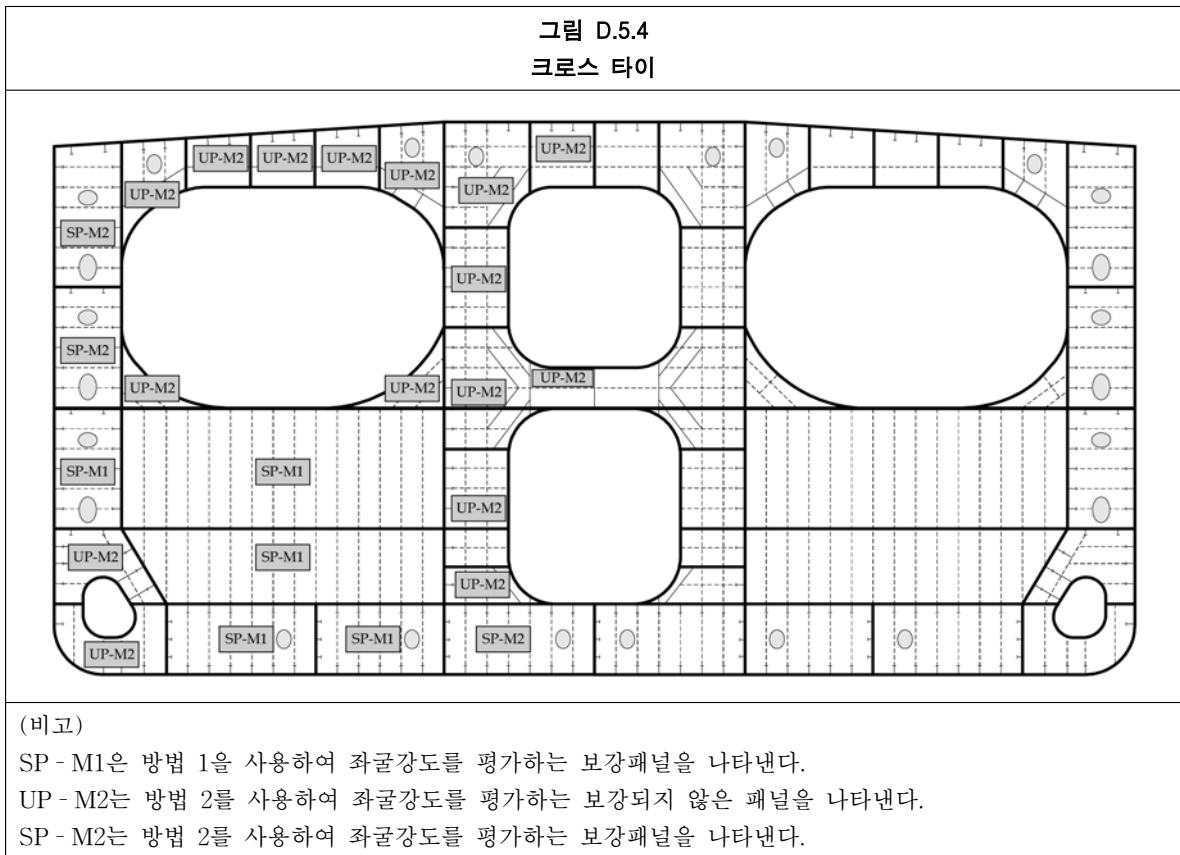 그림 D.5.4
크로스 타이
UP-M2 UP-M2 UP-M2 UP-M2
UP-M2 UP-M2 UP-M2
SP-M2
UP-M2
SP-M2
UP-M2 UP-M2 UP-M2 UP-M2
SP-M1 SP-M1
UP-M2
UP-M2 SP-M1
UP-M2
SP-M1 SP-M1 SP-M2
UP-M2
(비고)
SP - M1은 방법 1을 사용하여 좌굴강도를 평가하는 보강패널을 나타낸다.
UP - M2는 방법 2를 사용하여 좌굴강도를 평가하는 보강되지 않은 패널을 나타낸다.
SP - M2는 방법 2를 사용하여 좌굴강도를 평가하는 보강패널을 나타낸다.